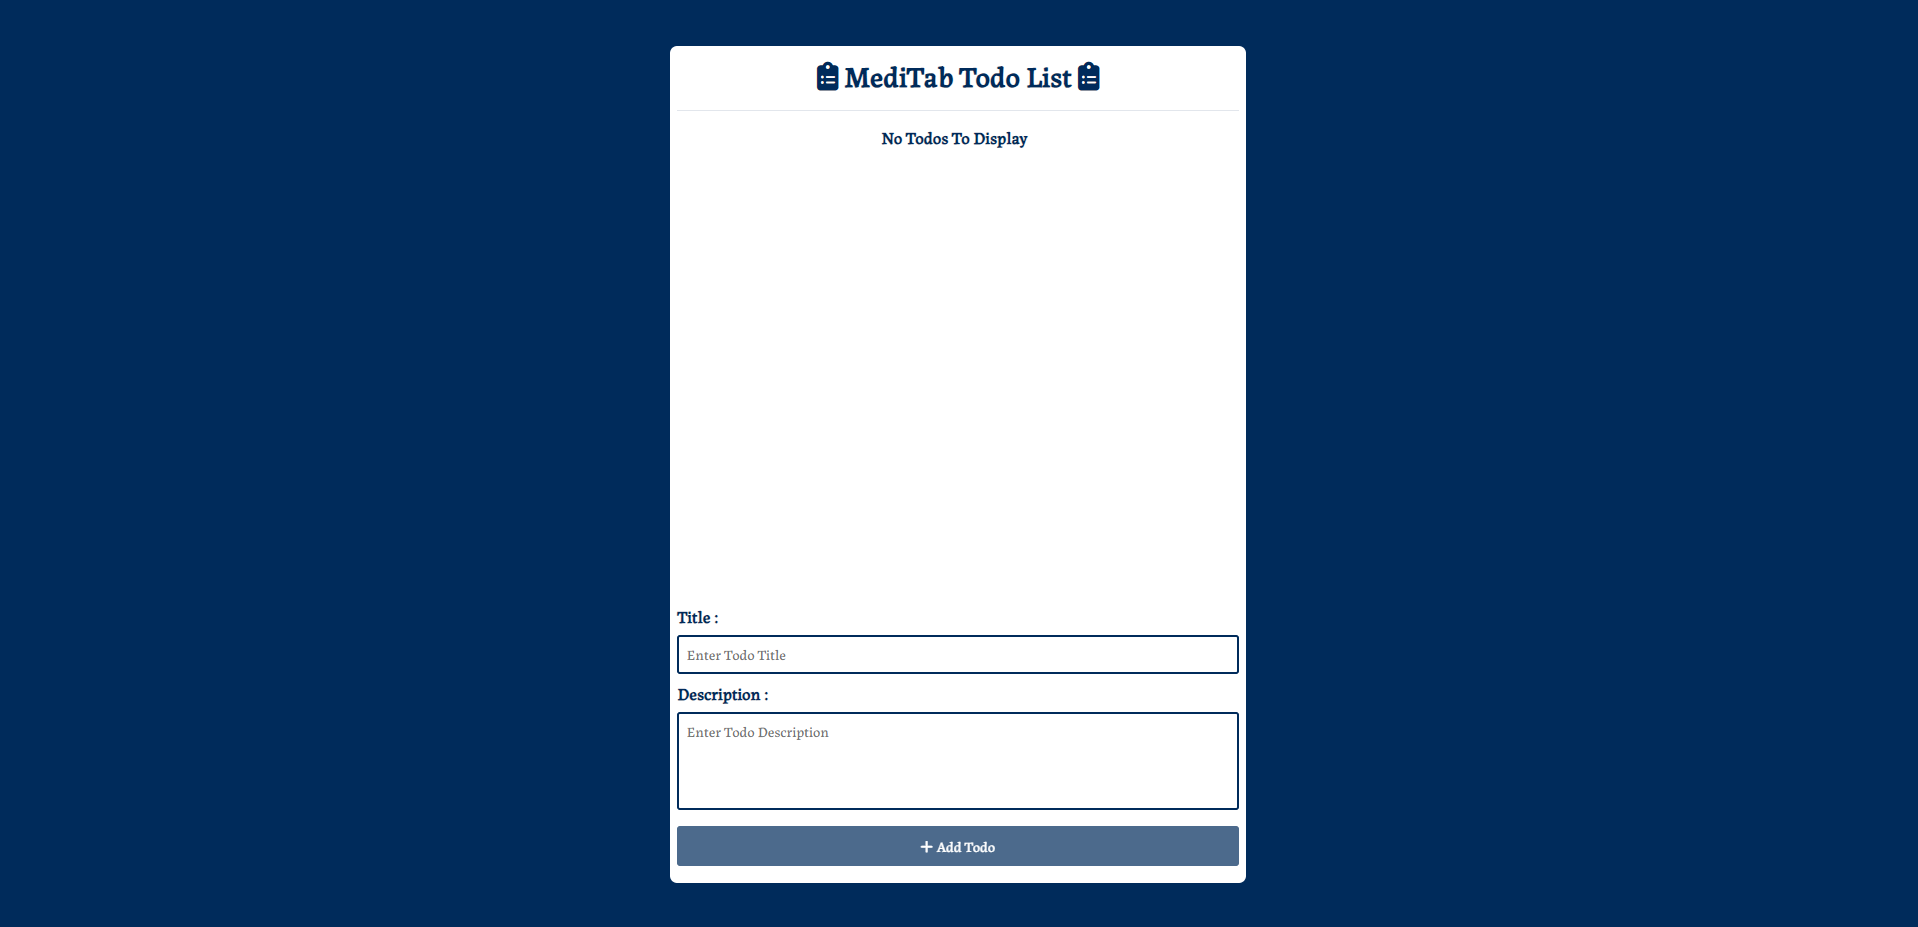 MediTab Todo List
No Todos To Display
Title :
Enter Todo Title
Description :
Enter Todo Description
Add Todo